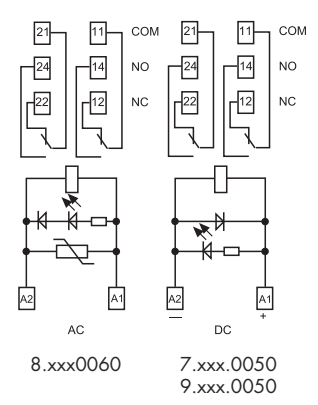 21 11 COM 21 11 COM
24 14 NO 24 14 NO
22 12 NC 22 12 NC
A2 A1 A2 A1
— +
AC DC
8.xxx0060 7.xxx.0050
9.xxx.0050